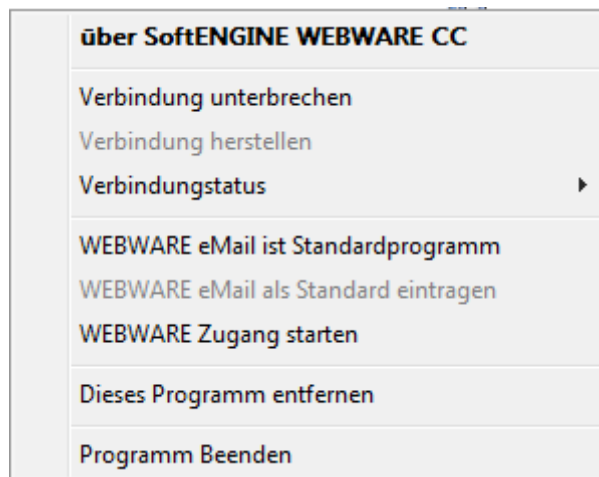 über SoftENGINE WEBWARE CC
Verbindung unterbrechen
Verbindung herstellen
Verbindungstatus
WEBWARE eMail ist Standardprogramm
WEBWARE eMail als Standard eintragen
WEBWARE Zugang starten
Dieses Programm entfernen
Programm Beenden